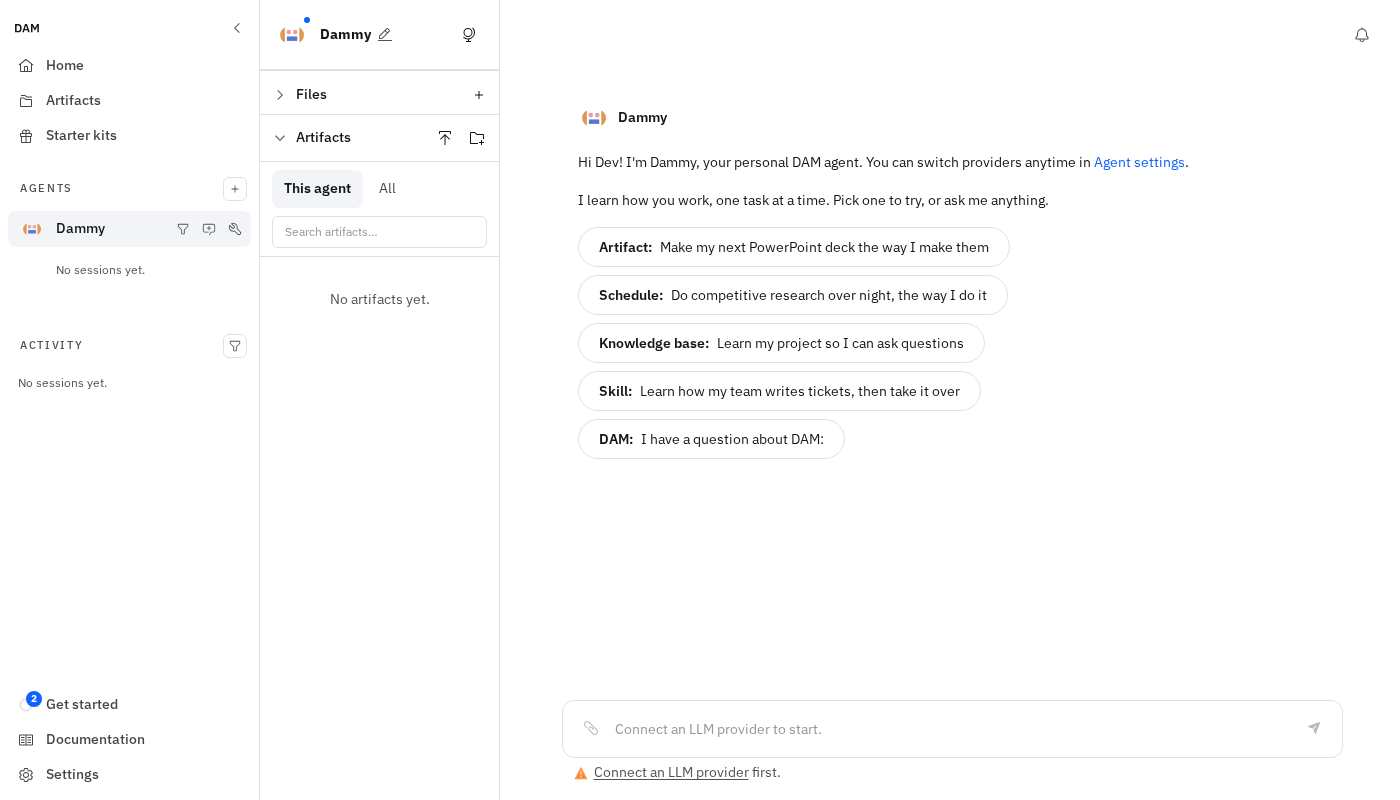 DAM
Home
Artifacts
Starter kits
AGENTS
Dammy
No sessions yet.
ACTIVITY
No sessions yet.
2
Get started
Documentation
Settings
Dammy
Files
Artifacts
This agent
All
Search artifacts...
No artifacts yet.
Dammy
Hi Dev! I'm Dammy, your personal DAM agent. You can switch providers anytime in Agent settings.
I learn how you work, one task at a time. Pick one to try, or ask me anything.
Artifact: Make my next PowerPoint deck the way I make them
Schedule: Do competitive research over night, the way I do it
Knowledge base: Learn my project so I can ask questions
Skill: Learn how my team writes tickets, then take it over
DAM: I have a question about DAM:
Connect an LLM provider to start.
Connect an LLM provider first.